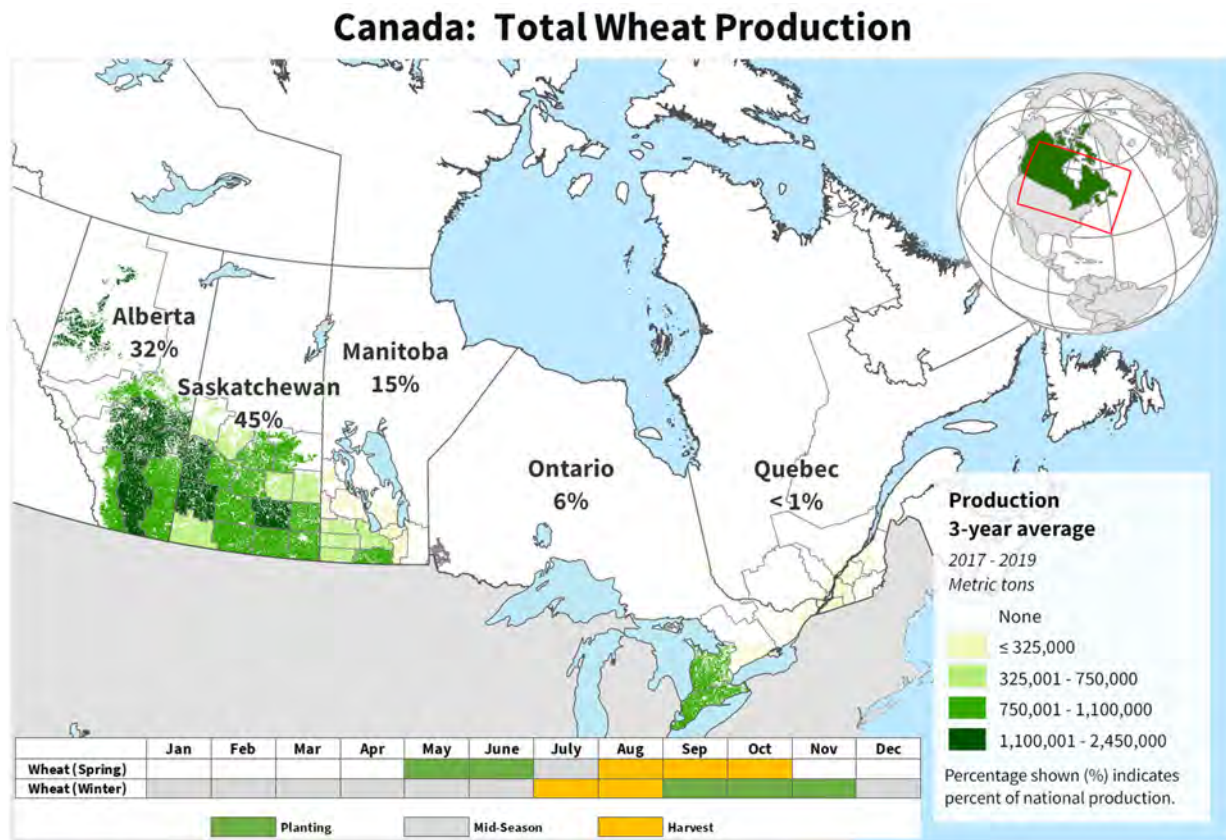 Canada:  Total Wheat Production
Alberta
32%
Saskatchewan
45%
Manitoba
15%
Ontario
6%
Quebec
< 1%
Production
3-year average
2017 - 2019
Metric tons
None
≤ 325,000
325,001 - 750,000
750,001 - 1,100,000
1,100,001 - 2,450,000
Percentage shown (%) indicates
percent of national production.
Jan Feb Mar Apr May June July Aug Sep Oct Nov Dec
Wheat (Spring)
Wheat (Winter)
Planting Mid-Season Harvest